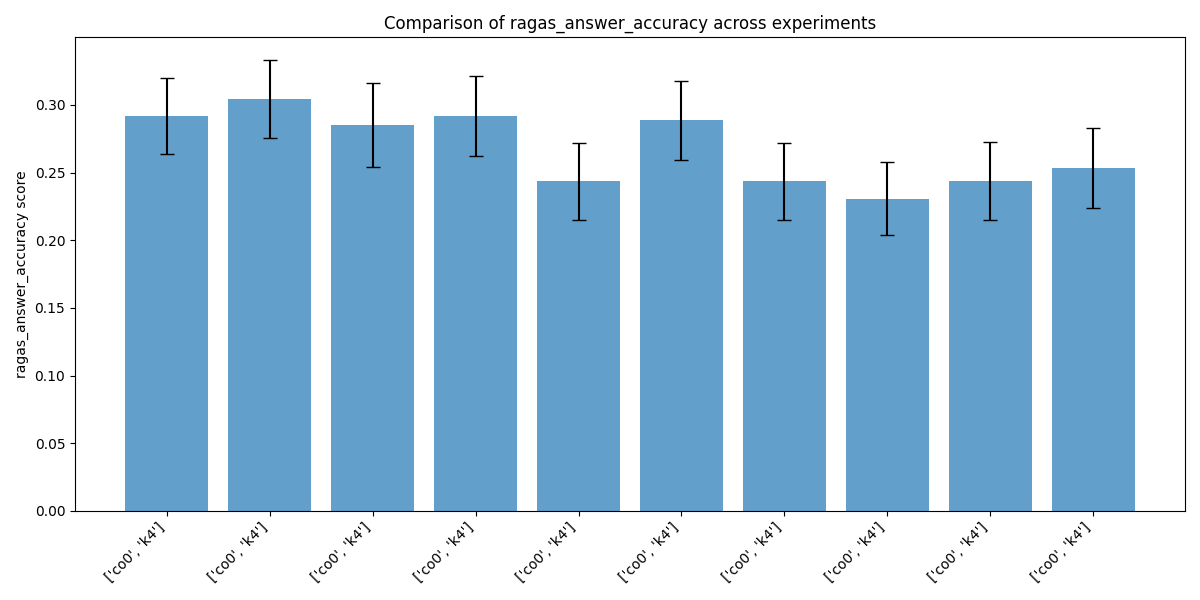 Comparison of ragas_answer_accuracy across experiments
ragas_answer_accuracy score
0.30
0.25
0.20
0.15
0.10
0.05
0.00
['co0', 'k4']
['co0', 'k4']
['co0', 'k4']
['co0', 'k4']
['co0', 'k4']
['co0', 'k4']
['co0', 'k4']
['co0', 'k4']
['co0', 'k4']
['co0', 'k4']